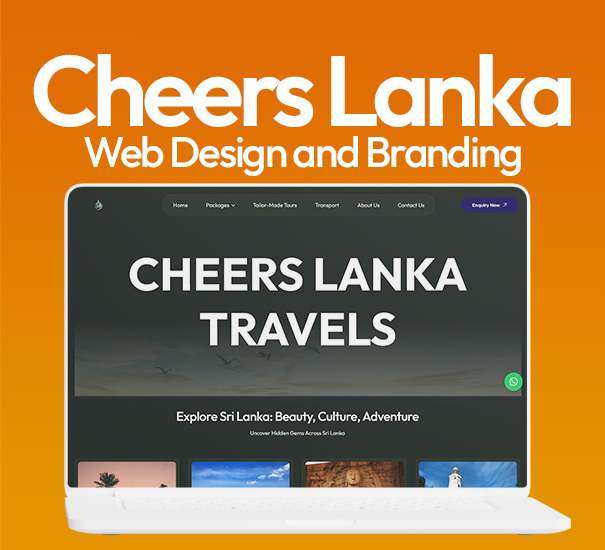 Cheers Lanka
Web Design and Branding
Home Packages Tailor-Made Tours Transport About Us Contact Us Enquiry Now
CHEERS LANKA
TRAVELS
Explore Sri Lanka: Beauty, Culture, Adventure
Uncover Hidden Gems Across Sri Lanka